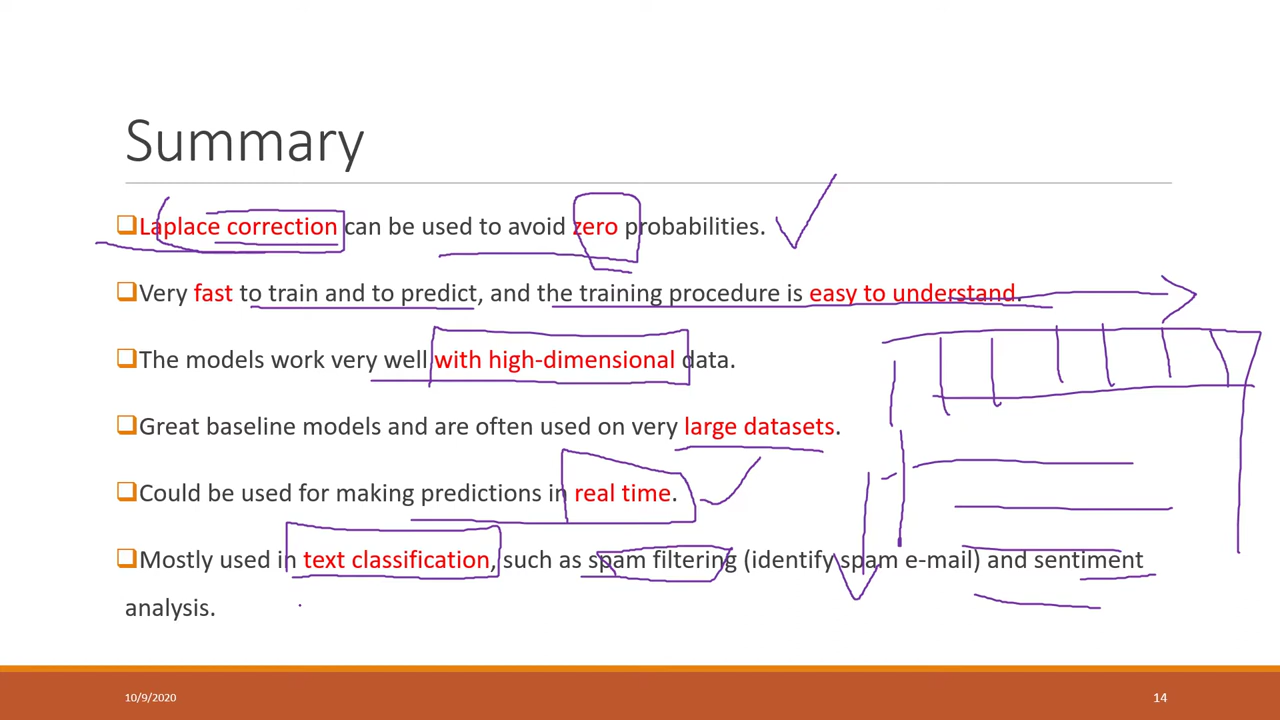 Summary
Laplace correction can be used to avoid zero probabilities.
Very fast to train and to predict, and the training procedure is easy to understand.
The models work very well with high-dimensional data.
Great baseline models and are often used on very large datasets.
Could be used for making predictions in real time.
Mostly used in text classification, such as spam filtering (identify spam e-mail) and sentiment
analysis.
10/9/2020
14